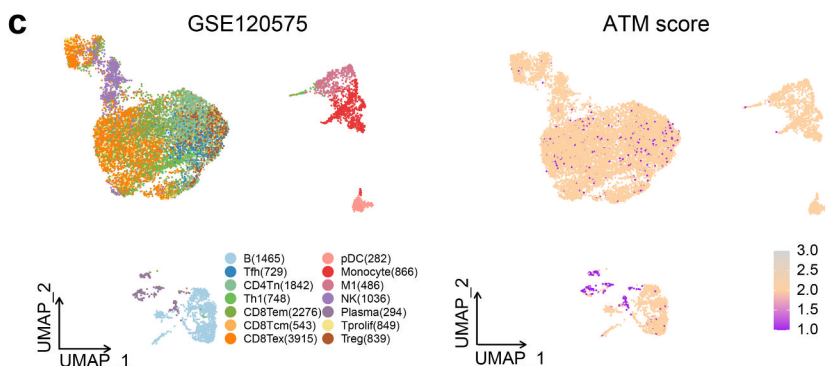 c
GSE120575
ATM score
B(1465)
Tfh(729)
CD4Tn(1842)
Th1(748)
CD8Tem(2276)
CD8Tcm(543)
CD8Tex(3915)
pDC(282)
Monocyte(866)
M1(486)
NK(1036)
Plasma(294)
Tprolif(849)
Treg(839)
UMAP_2
UMAP_1
UMAP_2
UMAP_1
3.0
2.5
2.0
1.5
1.0